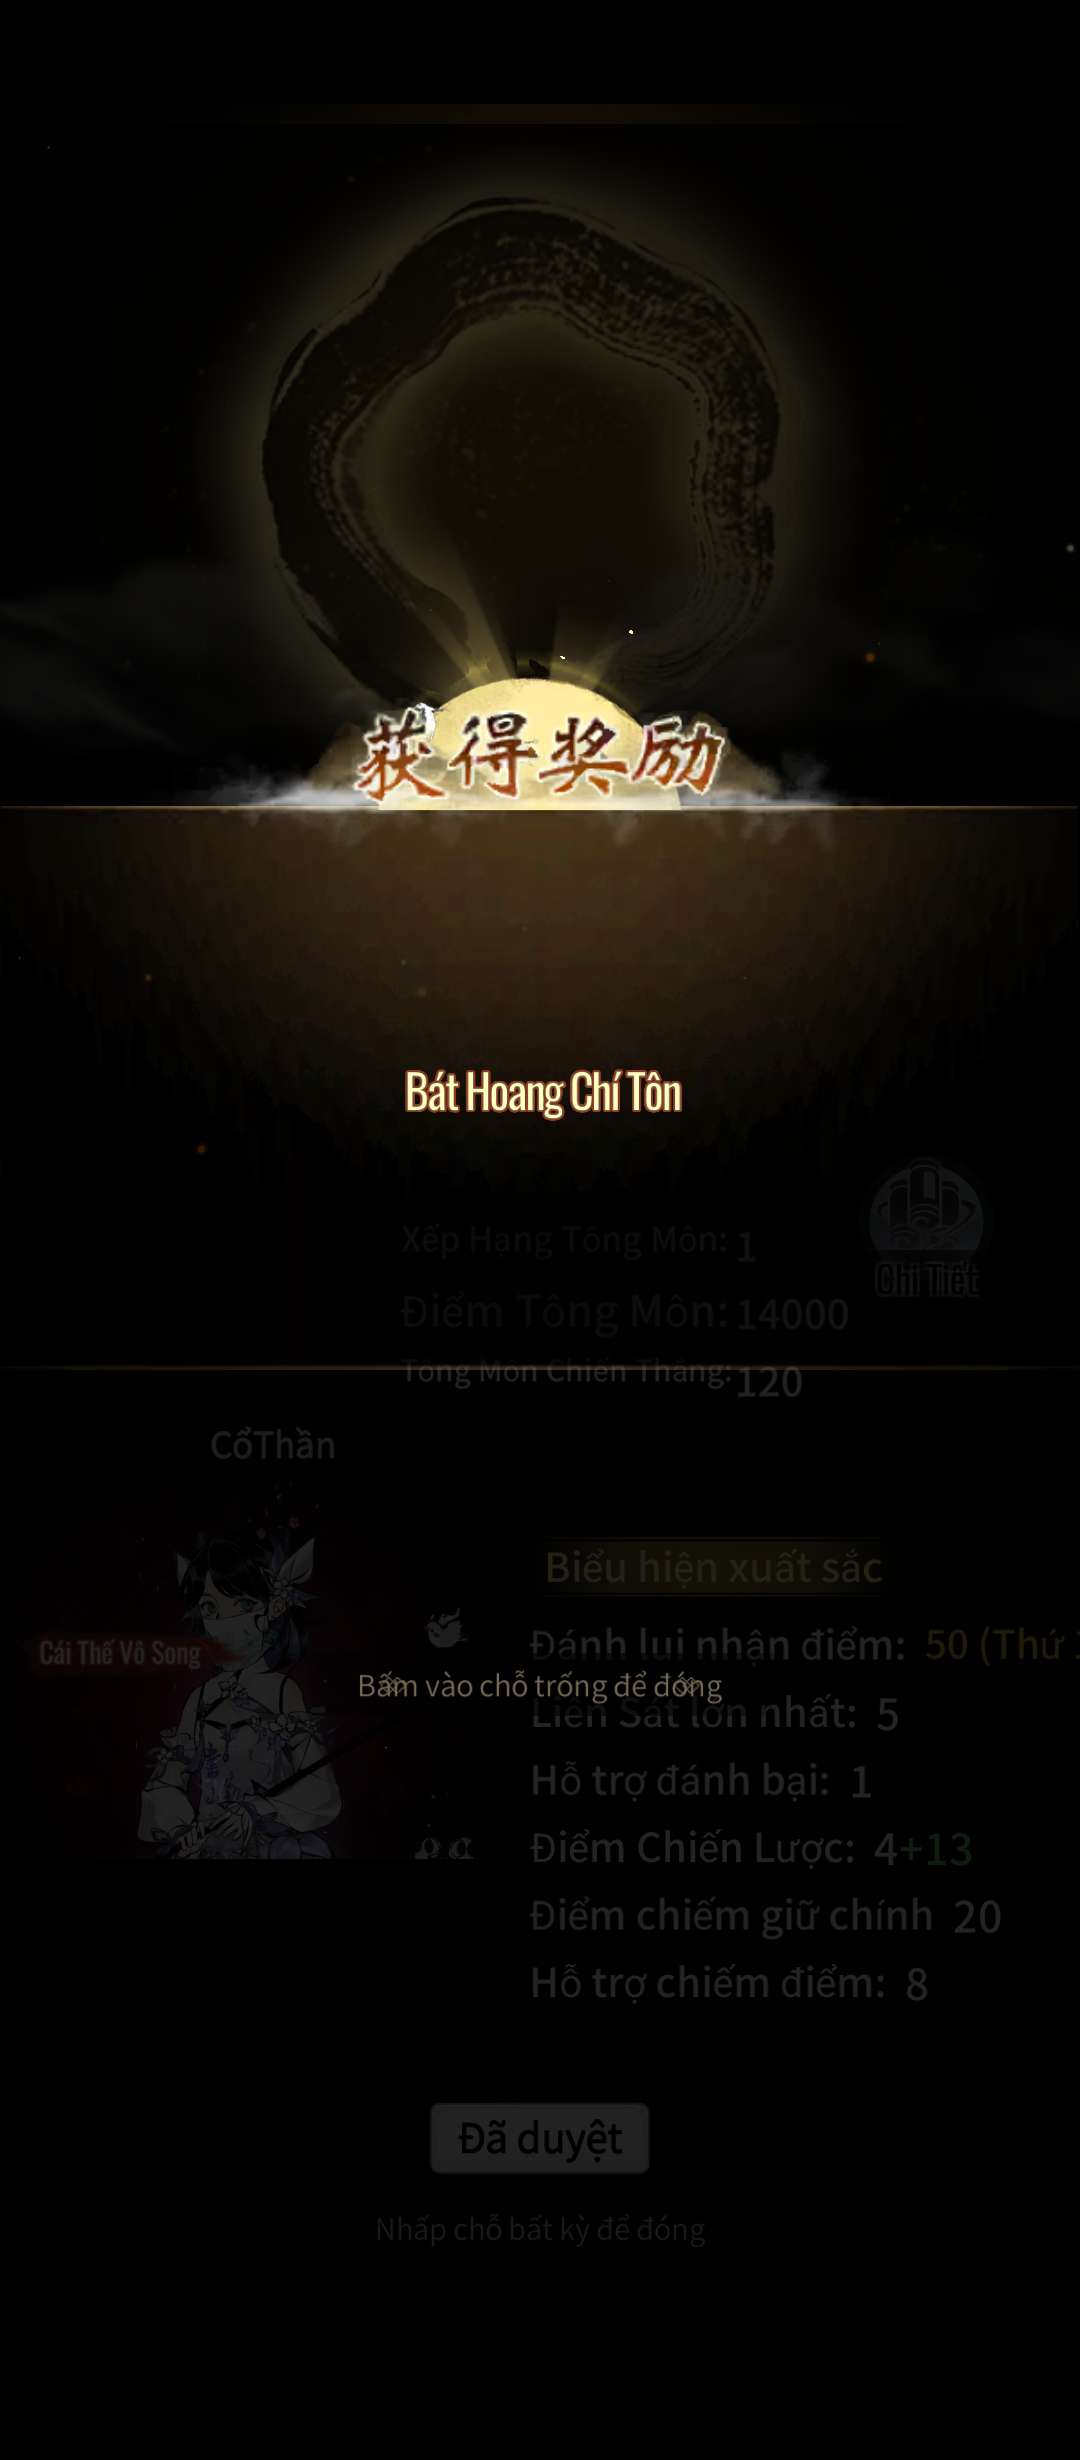 获得奖励
Bát Hoang Chí Tôn
Xếp Hạng Tông Môn: 1
Chi Tiết
Điểm Tông Môn: 14000
Tông Môn Chiến Thắng: 120
CổThần
Biểu hiện xuất sắc
Đánh lui nhận điểm: 50 (Thứ
Cái Thế Vô Song
Bấm vào chỗ trống để đóng
Liên Sát lớn nhất: 5
Hỗ trợ đánh bại: 1
Điểm Chiến Lược: 4+13
Điểm chiếm giữ chính 20
Hỗ trợ chiếm điểm: 8
Đã duyệt
Nhấp chỗ bất kỳ để đóng